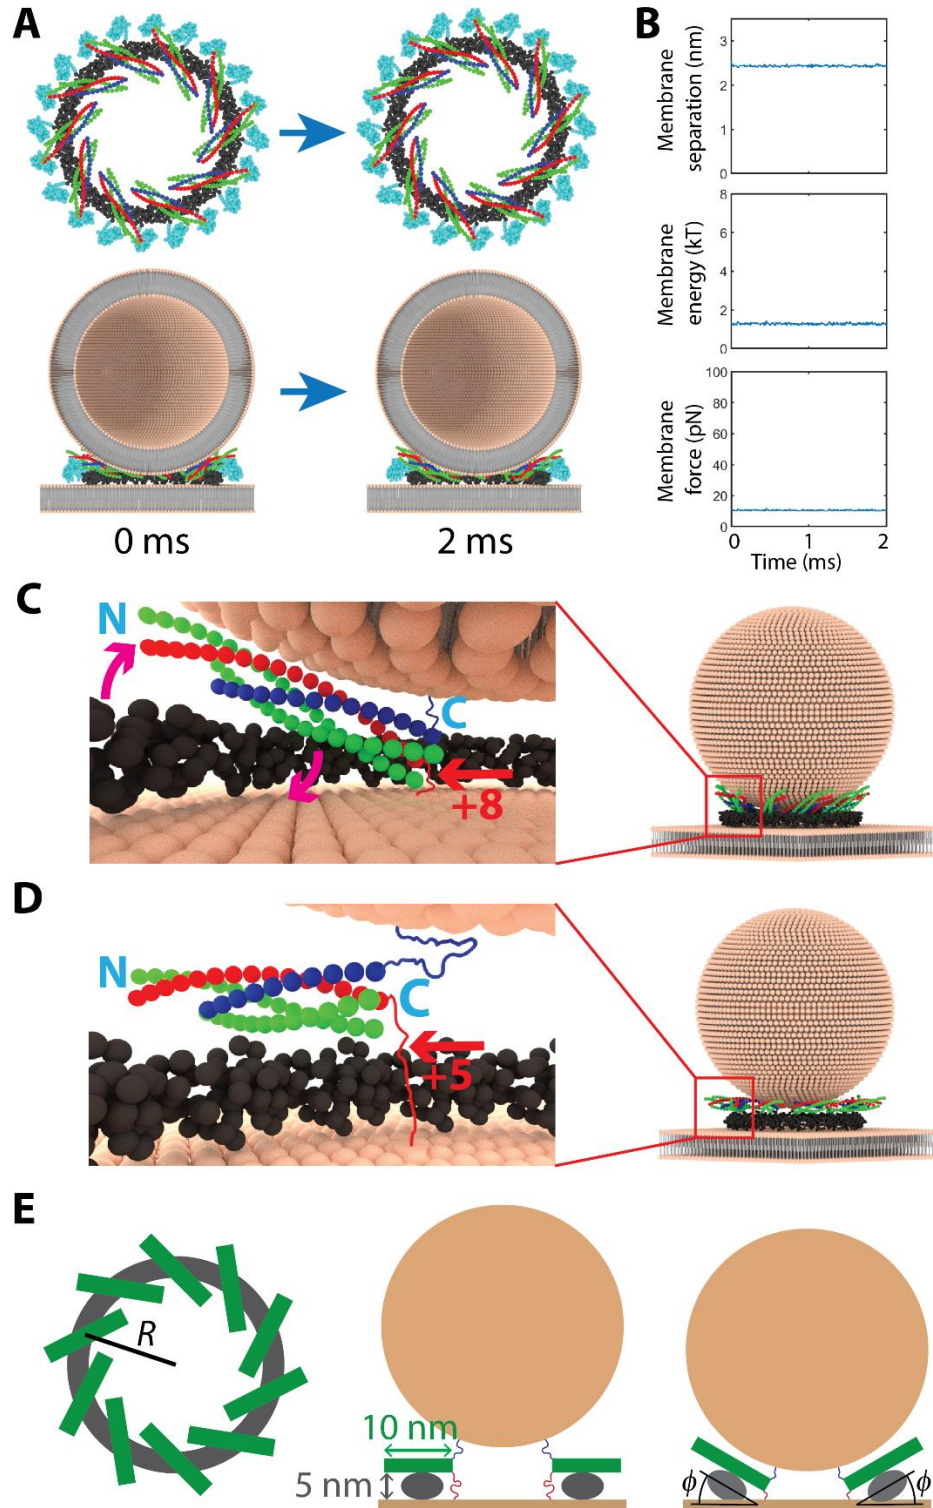 A
0 ms
2 ms
B
Membrane
separation (nm)
3
2
1
0
Membrane
energy (kT)
8
6
4
2
0
Membrane
force (pN)
100
80
60
40
20
0
0
1
2
Time (ms)
C
N
C
+8
D
N
C
+5
E
R
10 nm
5 nm
ϕ
ϕ